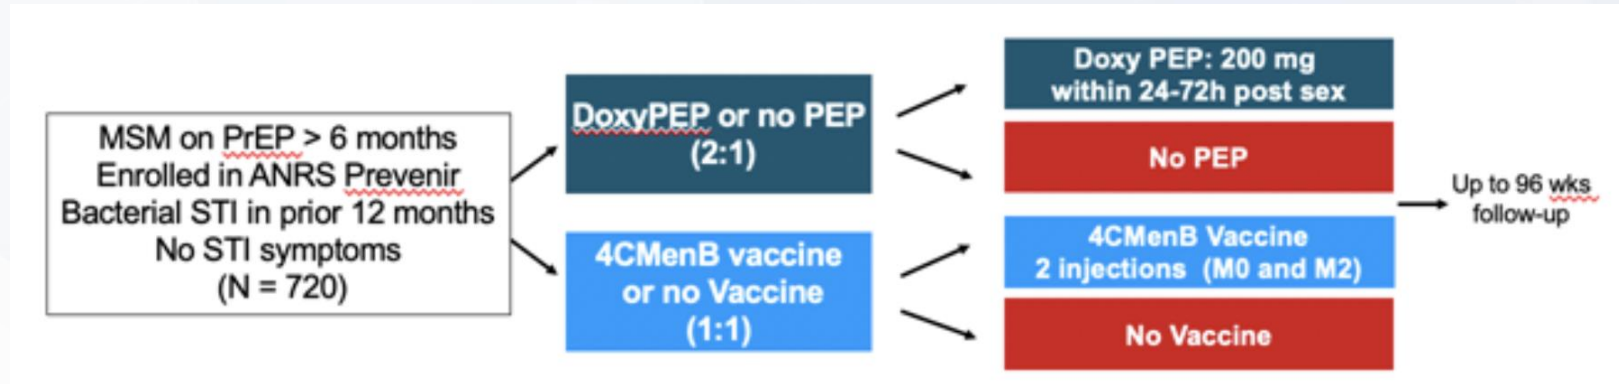 MSM on PrEP > 6 months
Enrolled in ANRS Prevenir
Bacterial STI in prior 12 months
No STI symptoms
(N = 720)
DoxyPEP or no PEP
(2:1)
4CMenB vaccine
or no Vaccine
(1:1)
Doxy PEP: 200 mg
within 24-72h post sex
No PEP
4CMenB Vaccine
2 injections (M0 and M2)
No Vaccine
Up to 96 wks
follow-up